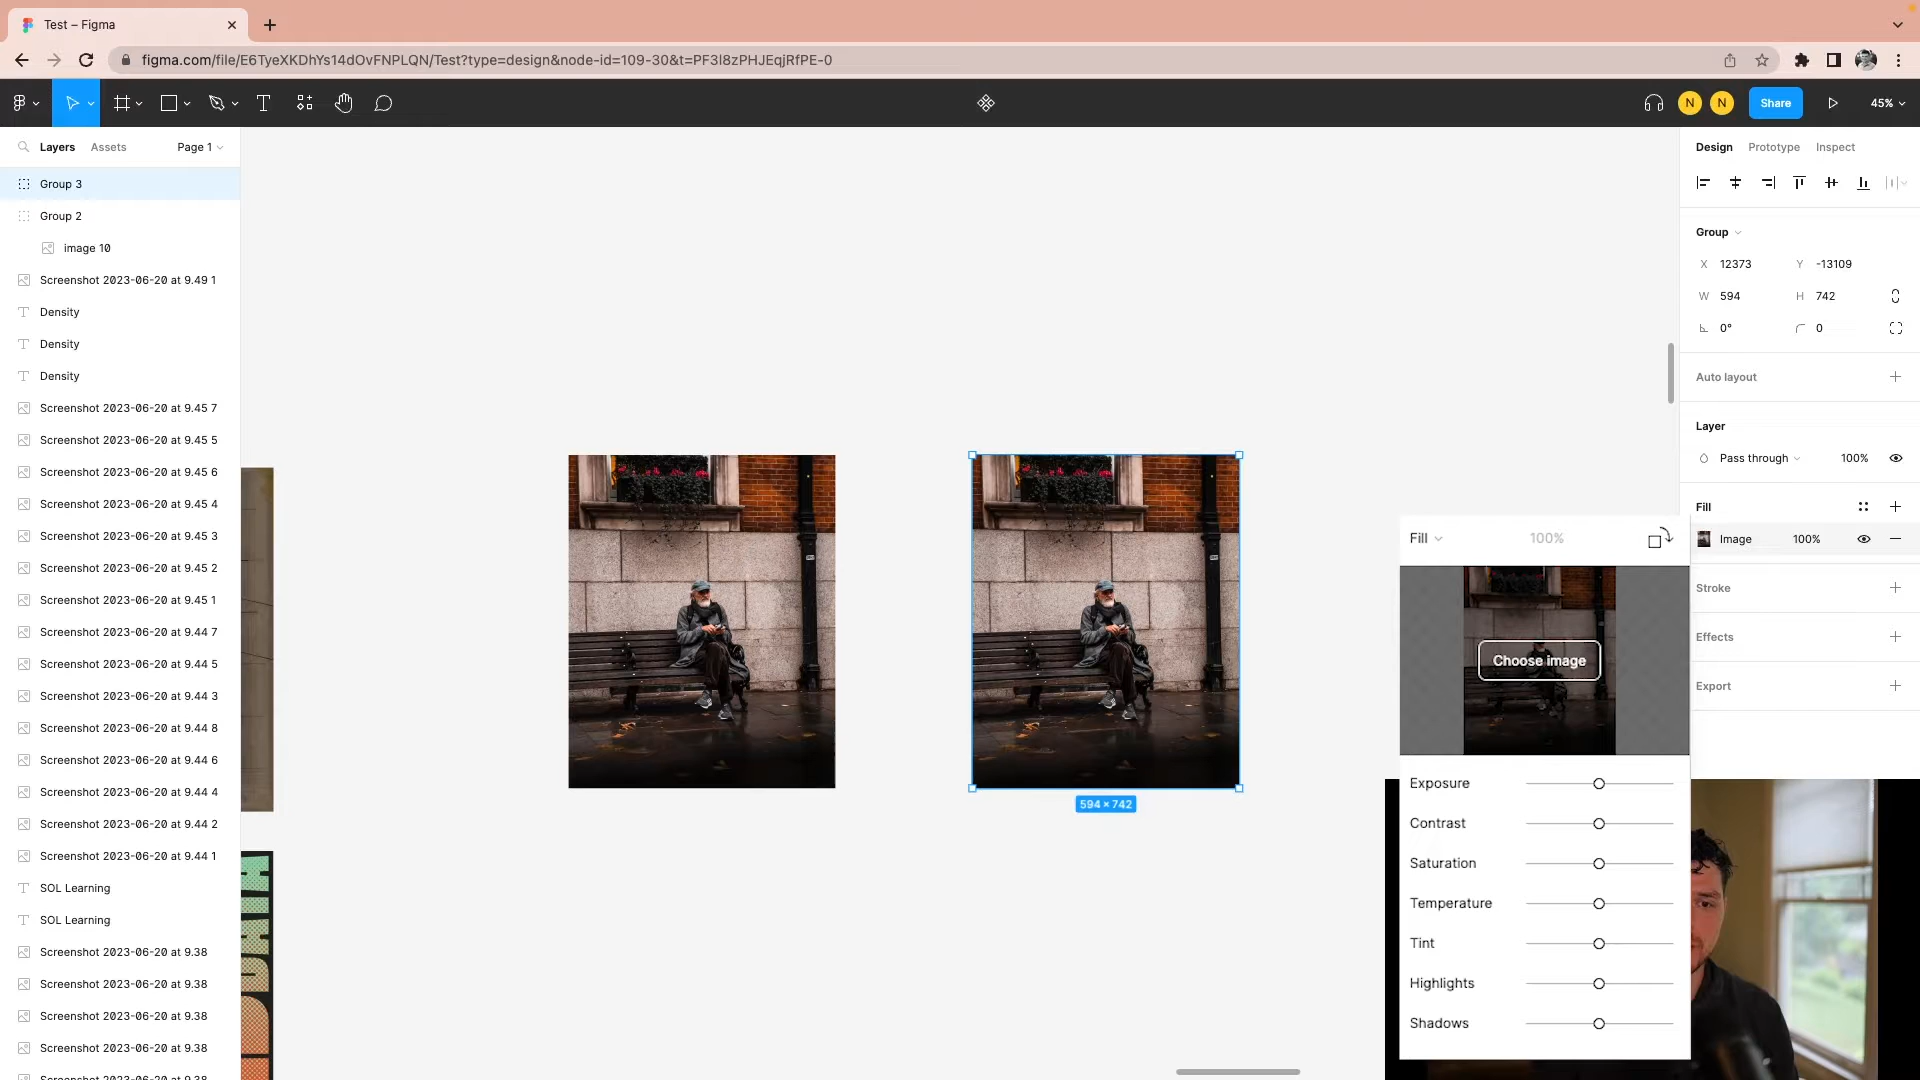 Test – Figma
figma.com/file/E6TyeXKDhYs14dOvFNPLQN/Test?type=design&node-id=109-30&t=PF3I8zPHJEqjRfPE-0
N
N
Share
45%
Layers
Assets
Page 1
Group 3
Group 2
image 10
Screenshot 2023-06-20 at 9.49 1
Density
Density
Density
Screenshot 2023-06-20 at 9.45 7
Screenshot 2023-06-20 at 9.45 5
Screenshot 2023-06-20 at 9.45 6
Screenshot 2023-06-20 at 9.45 4
Screenshot 2023-06-20 at 9.45 3
Screenshot 2023-06-20 at 9.45 2
Screenshot 2023-06-20 at 9.45 1
Screenshot 2023-06-20 at 9.44 7
Screenshot 2023-06-20 at 9.44 5
Screenshot 2023-06-20 at 9.44 3
Screenshot 2023-06-20 at 9.44 8
Screenshot 2023-06-20 at 9.44 6
Screenshot 2023-06-20 at 9.44 4
Screenshot 2023-06-20 at 9.44 2
Screenshot 2023-06-20 at 9.44 1
SOL Learning
SOL Learning
Screenshot 2023-06-20 at 9.38
Screenshot 2023-06-20 at 9.38
Screenshot 2023-06-20 at 9.38
Screenshot 2023-06-20 at 9.38
Screenshot 2023-06-20 at 9.38
594 × 742
Fill
100%
Choose image
Exposure
Contrast
Saturation
Temperature
Tint
Highlights
Shadows
Design
Prototype
Inspect
Group
X 12373
Y -13109
W 594
H 742
0°
0
Auto layout
Layer
Pass through
100%
Fill
Image
100%
Stroke
Effects
Export